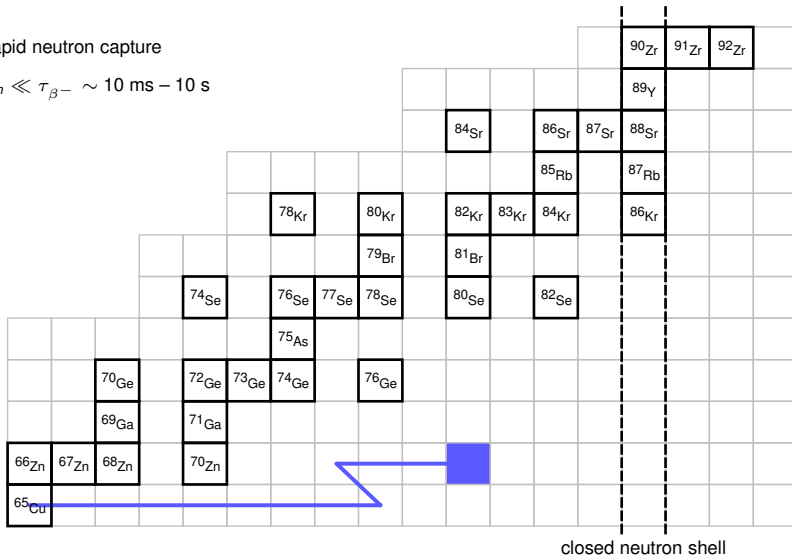 apid neutron capture
n ≪ τβ− ∼ 10 ms – 10 s
90Zr 91Zr 92Zr
89Y
84Sr 86Sr 87Sr 88Sr
85Rb 87Rb
78Kr 80Kr 82Kr 83Kr 84Kr 86Kr
79Br 81Br
74Se 76Se 77Se 78Se 80Se 82Se
75As
70Ge 72Ge 73Ge 74Ge 76Ge
69Ga 71Ga
66Zn 67Zn 68Zn 70Zn
65Cu
closed neutron shell